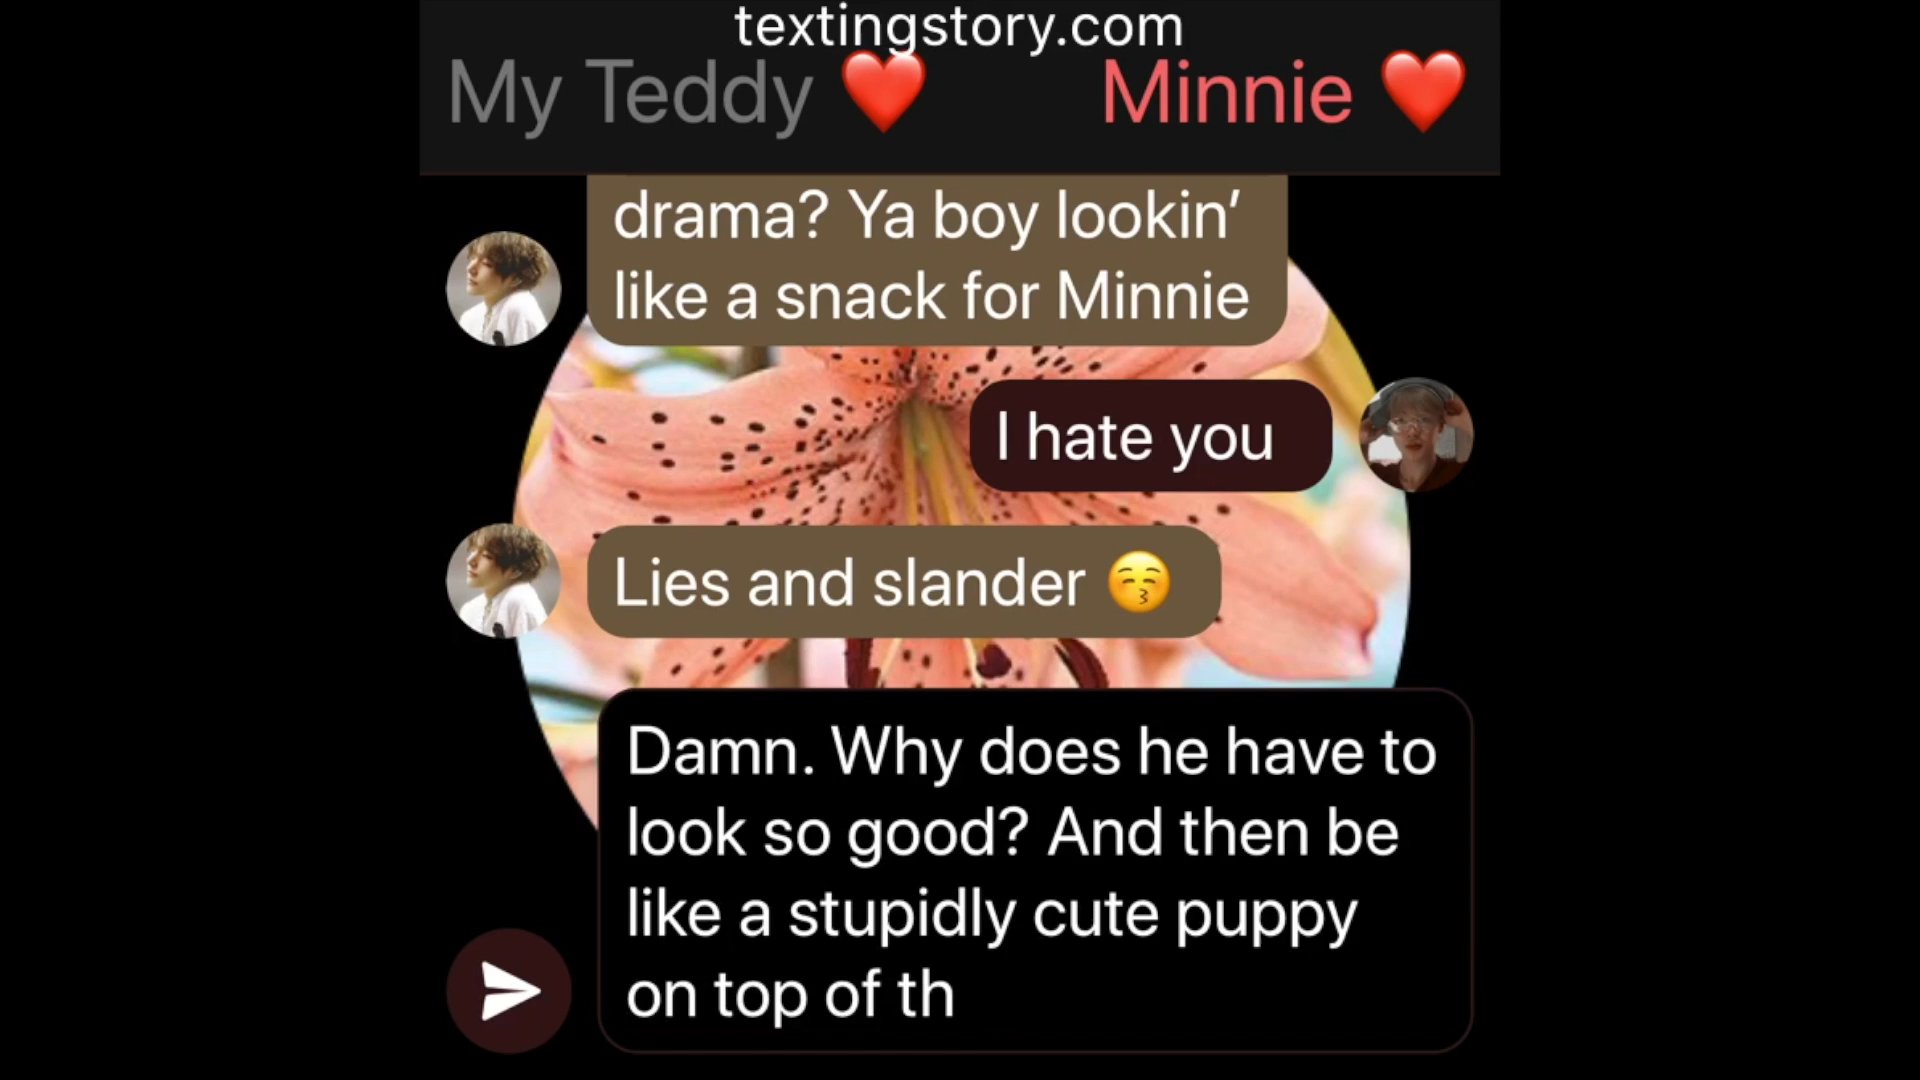 textingstory.com
My Teddy ❤️ Minnie ❤️
drama? Ya boy lookin’
like a snack for Minnie
I hate you
Lies and slander 😚
Damn. Why does he have to
look so good? And then be
like a stupidly cute puppy
on top of th